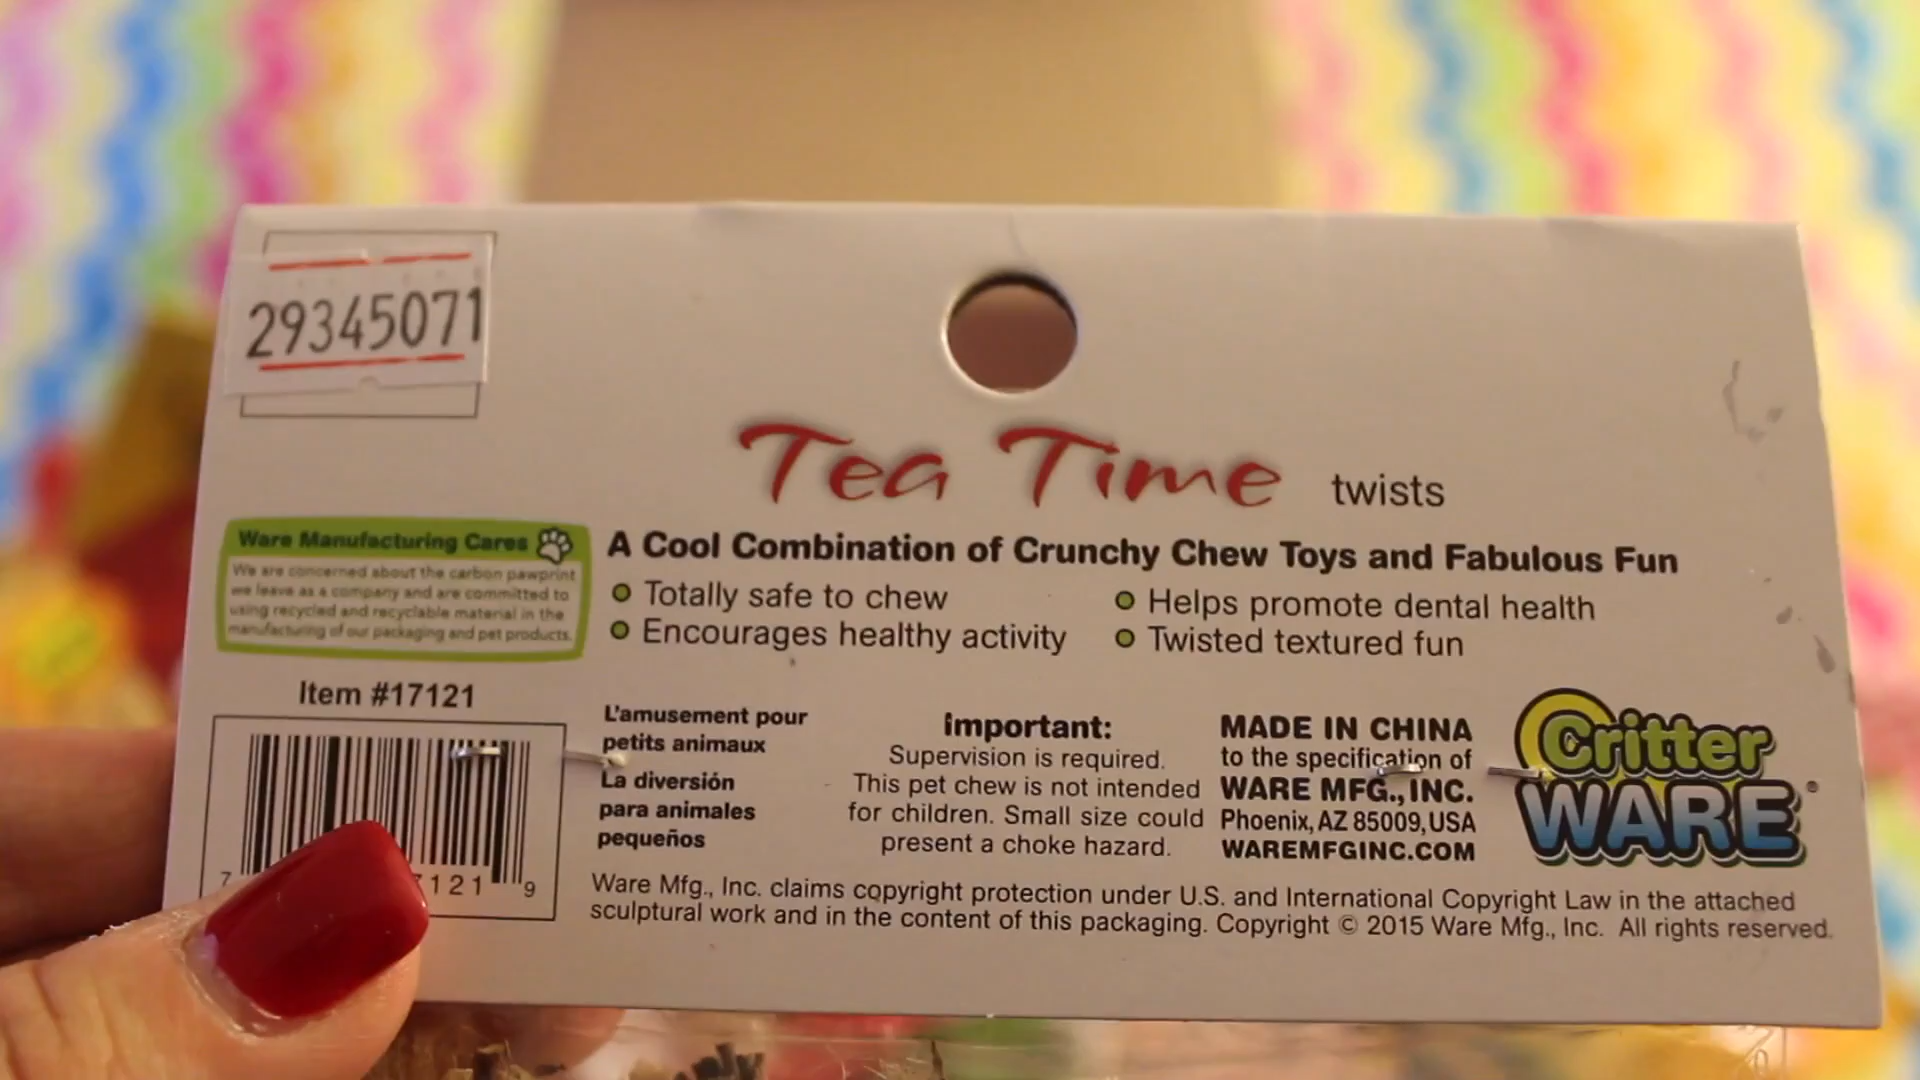 29345071
Tea Time twists
Ware Manufacturing Cares
We are concerned about the carbon pawprint
we leave as a company and are committed to
using recycled and recyclable material in the
manufacturing of our packaging and pet products.
A Cool Combination of Crunchy Chew Toys and Fabulous Fun
Totally safe to chew
Encourages healthy activity
Helps promote dental health
Twisted textured fun
Item #17121
7 121 9
L'amusement pour
petits animaux
La diversión
para animales
pequeños
Important:
Supervision is required.
This pet chew is not intended
for children. Small size could
present a choke hazard.
MADE IN CHINA
to the specification of
WARE MFG., INC.
Phoenix, AZ 85009, USA
WAREMFGINC.COM
Critter
WARE®
Ware Mfg., Inc. claims copyright protection under U.S. and International Copyright Law in the attached
sculptural work and in the content of this packaging. Copyright © 2015 Ware Mfg., Inc. All rights reserved.